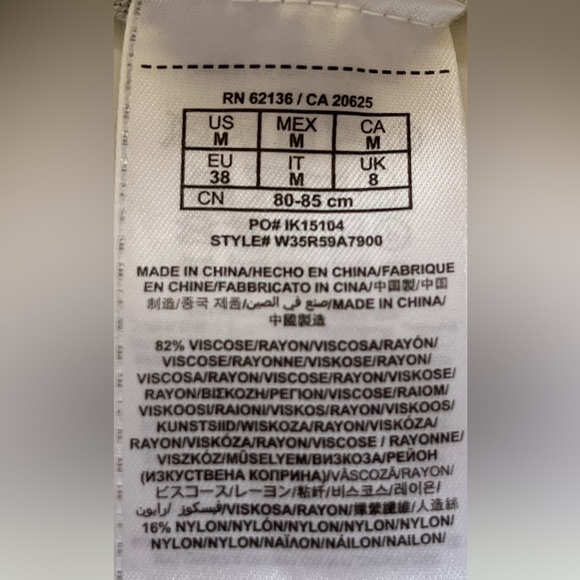 RN 62136 / CA 20625
US MEX CA
M M M
EU IT UK
38 M 8
CN 80-85 cm
PO# IK15104
STYLE# W35R59A7900
MADE IN CHINA/HECHO EN CHINA/FABRIQUE
EN CHINE/FABBRICATO IN CINA/中国製/中国
制造/중국 제품/صنع في الصين/MADE IN CHINA/
中國製造
82% VISCOSE/RAYON/VISCOSA/RAYÓN/
VISCOSE/RAYONNE/VISKOSE/RAYON/
VISCOSA/RAYON/VISCOSE/RAYON/VISKOSE/
RAYON/ΒΙΣΚΟΖΗ/ΡΕΓΙΟΝ/VISCOSE/RAIOM/
VISKOOSI/RAIONI/VISKOS/RAYON/VISKOOS/
KUNSTSIID/WISKOZA/RAYON/VISKÓZA/
RAYON/VISKÓZA/RAYON/VISCOSE / RAYONNE/
VISZKÓZ/MŰSELYEM/ВИЗКОЗА/РЕЙОН
(ИЗКУСТВЕНА КОПРИНА)/VÂSCOZĂ/RAYON/
ビスコース/レーヨン/粘纤/비스코스/레이온/
فيسكوز /رايون/VISCOSA/RAYON/嫘縈纖維/人造絲
16% NYLON/NYLÓN/NYLON/NYLON/NYLON/
NYLON/NYLON/ΝΑΪΛΟΝ/NÁILON/NAILON/